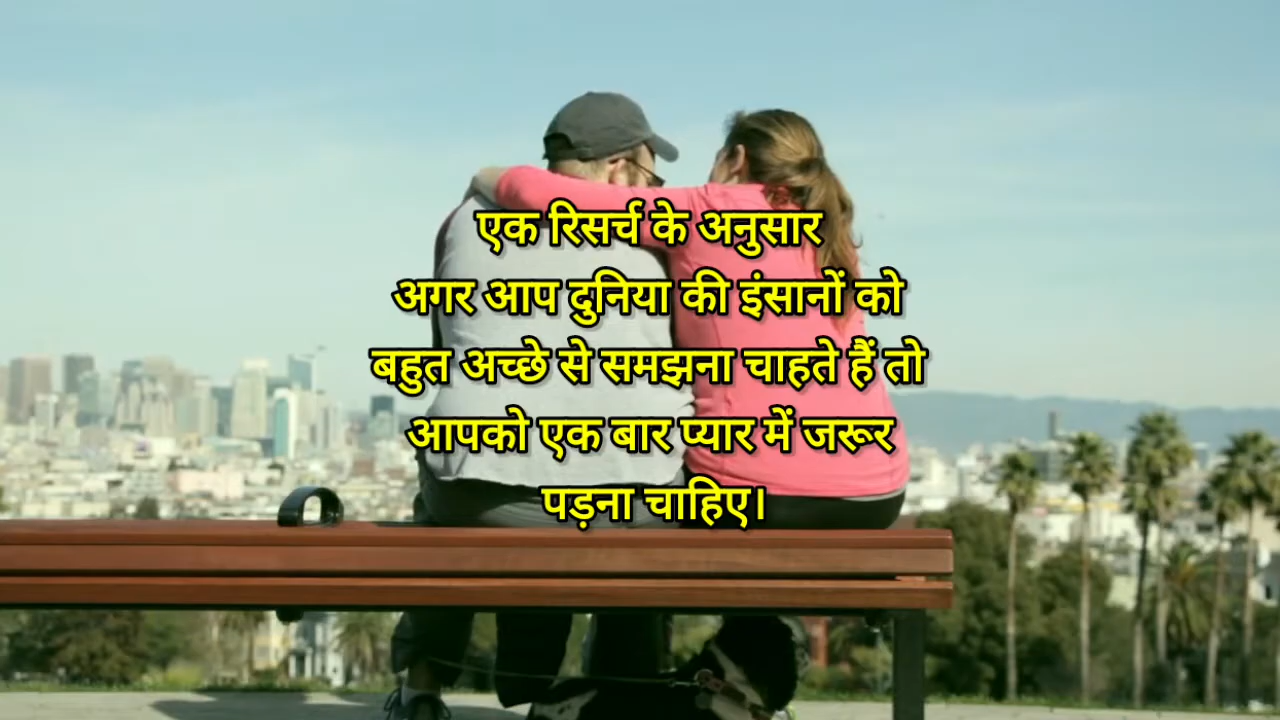 एक रिसर्च के अनुसार
अगर आप दुनिया की इंसानों को
बहुत अच्छे से समझना चाहते हैं तो
आपको एक बार प्यार में जरूर
पड़ना चाहिए।